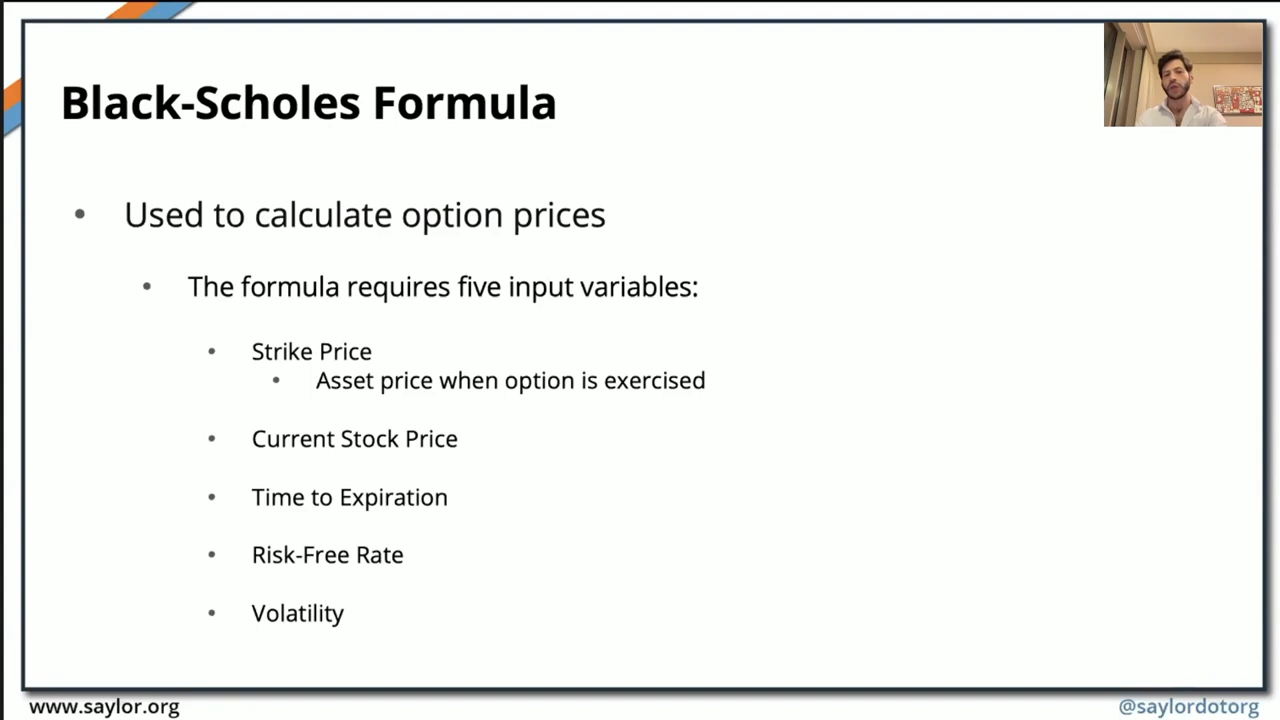 Black-Scholes Formula
Used to calculate option prices
The formula requires five input variables:
Strike Price
Asset price when option is exercised
Current Stock Price
Time to Expiration
Risk-Free Rate
Volatility
www.saylor.org
@saylordotorg